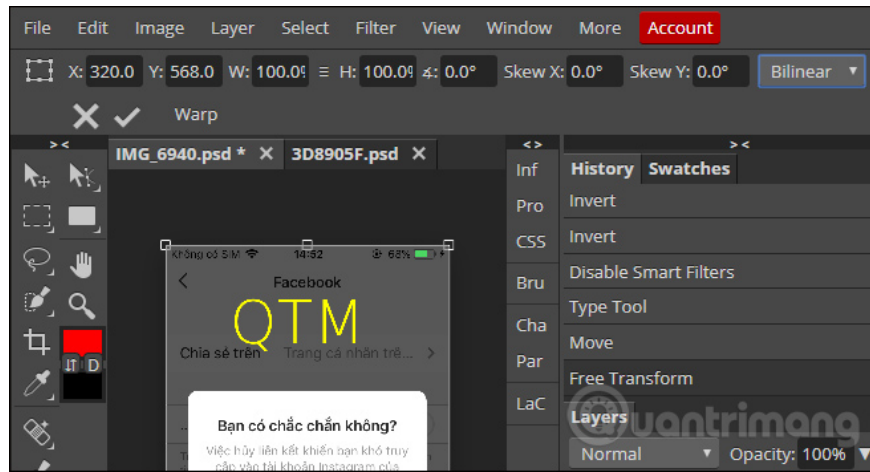 File Edit Image Layer Select Filter View Window More Account
X: 320.0 Y: 568.0 W: 100.0% H: 100.0% 0.0° Skew X: 0.0° Skew Y: 0.0° Bilinear
Warp
IMG_6940.psd * 3D8905F.psd
Inf
Pro
CSS
Bru
Cha
Par
LaC
History Swatches
Invert
Invert
Disable Smart Filters
Type Tool
Move
Free Transform
Layers
Normal Opacity: 100%
@uantrimang
D
Không có SIM 14:52 68%
Facebook
QTM
Chia sẻ trên Trang cá nhân trê...
Bạn có chắc chắn không?
Việc hủy liên kết khiến bạn khó truy
cập vào tài khoản Instagram của